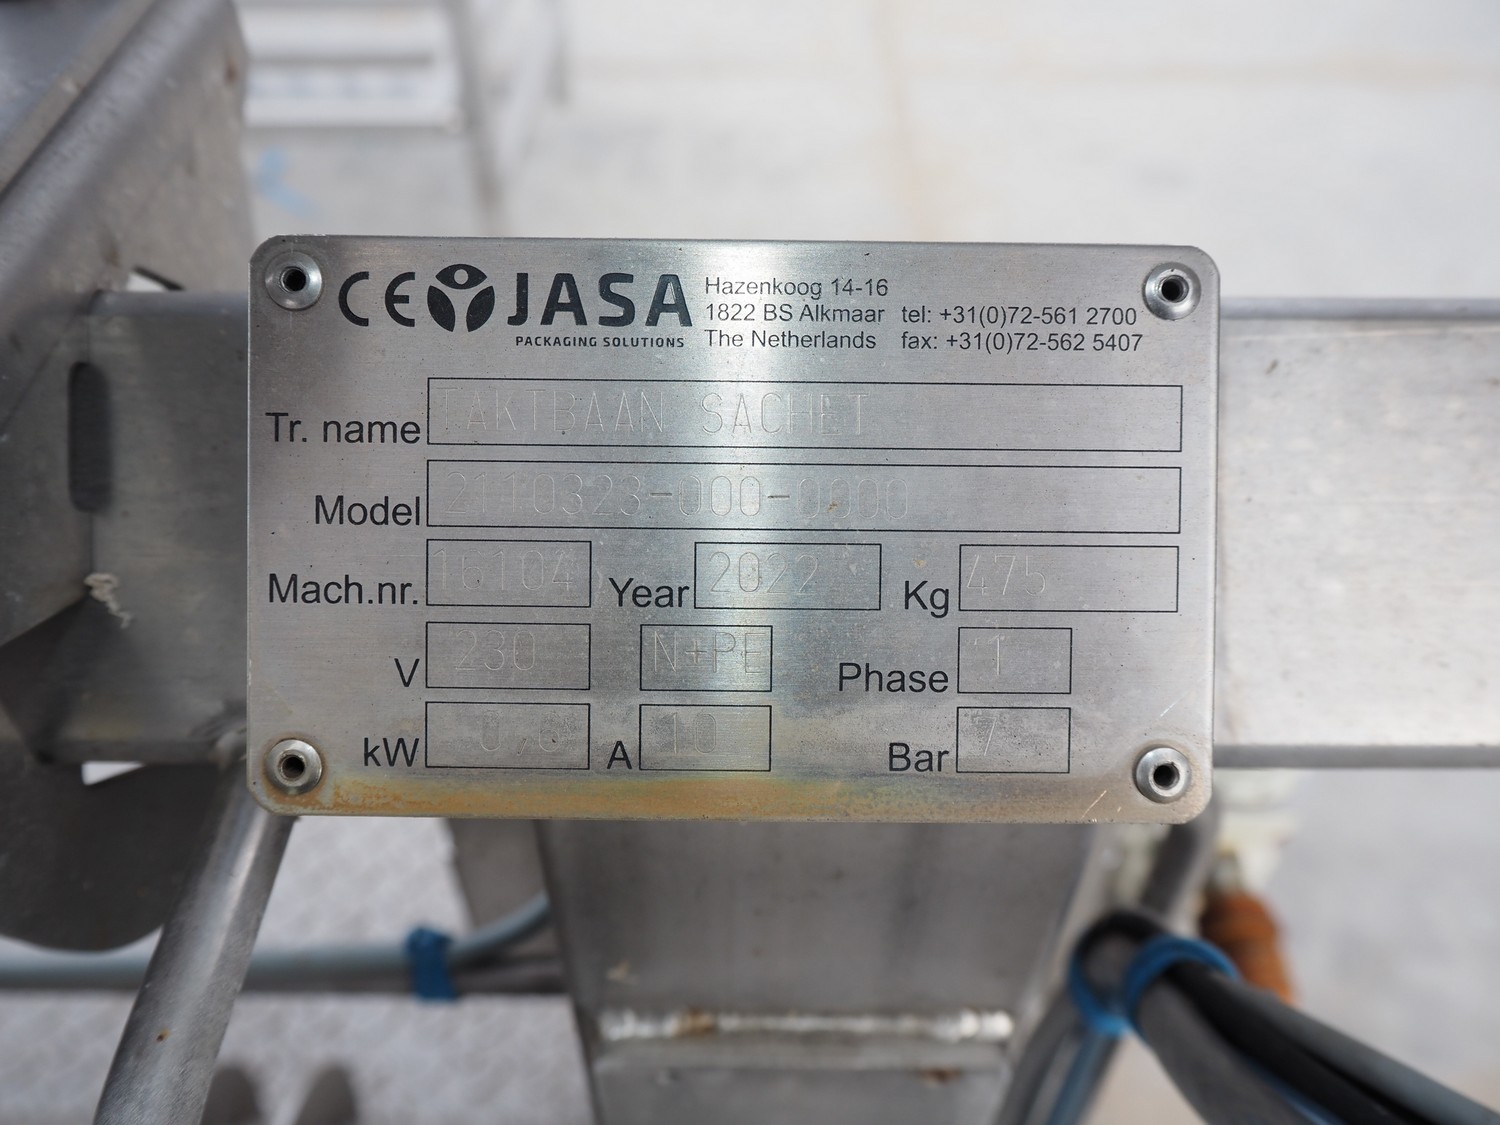 CE JASA
PACKAGING SOLUTIONS
Hazenkoog 14-16
1822 BS Alkmaar tel: +31(0)72-561 2700
The Netherlands fax: +31(0)72-562 5407
Tr. name TAKTBAAN SACHET
Model 2110323-000-0000
Mach.nr. 16104 Year 2022 Kg 475
V 230 N+PE Phase 1
kW A 10 Bar 7